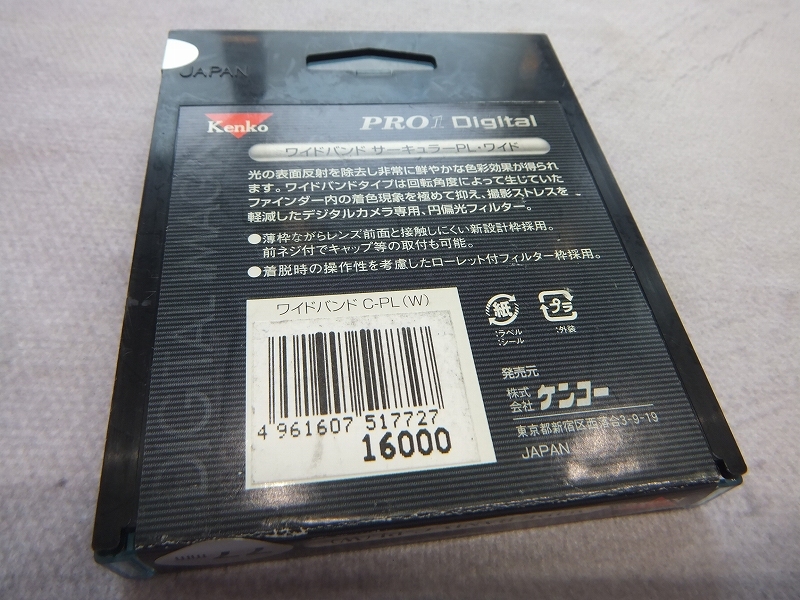 JAPAN
Kenko
PRO1 Digital
ワイドバンド サーキュラーPL・ワイド
光の表面反射を除去し非常に鮮やかな色彩効果が得られ
ます。ワイドバンドタイプは回転角度によって生じていた
ファインダー内の着色現象を極めて抑え、撮影ストレスを
軽減したデジタルカメラ専用、円偏光フィルター。
●薄枠ながらレンズ前面と接触しにくい新設計枠採用。
前ネジ付でキャップ等の取付も可能。
●着脱時の操作性を考慮したローレット付フィルター枠採用。
ワイドバンド C-PL(W)
4 961607 517727
16000
紙
ラベル
シール
プラ
:外装
発売元
株式会社 ケンコー
東京都新宿区西落合3-9-19
JAPAN